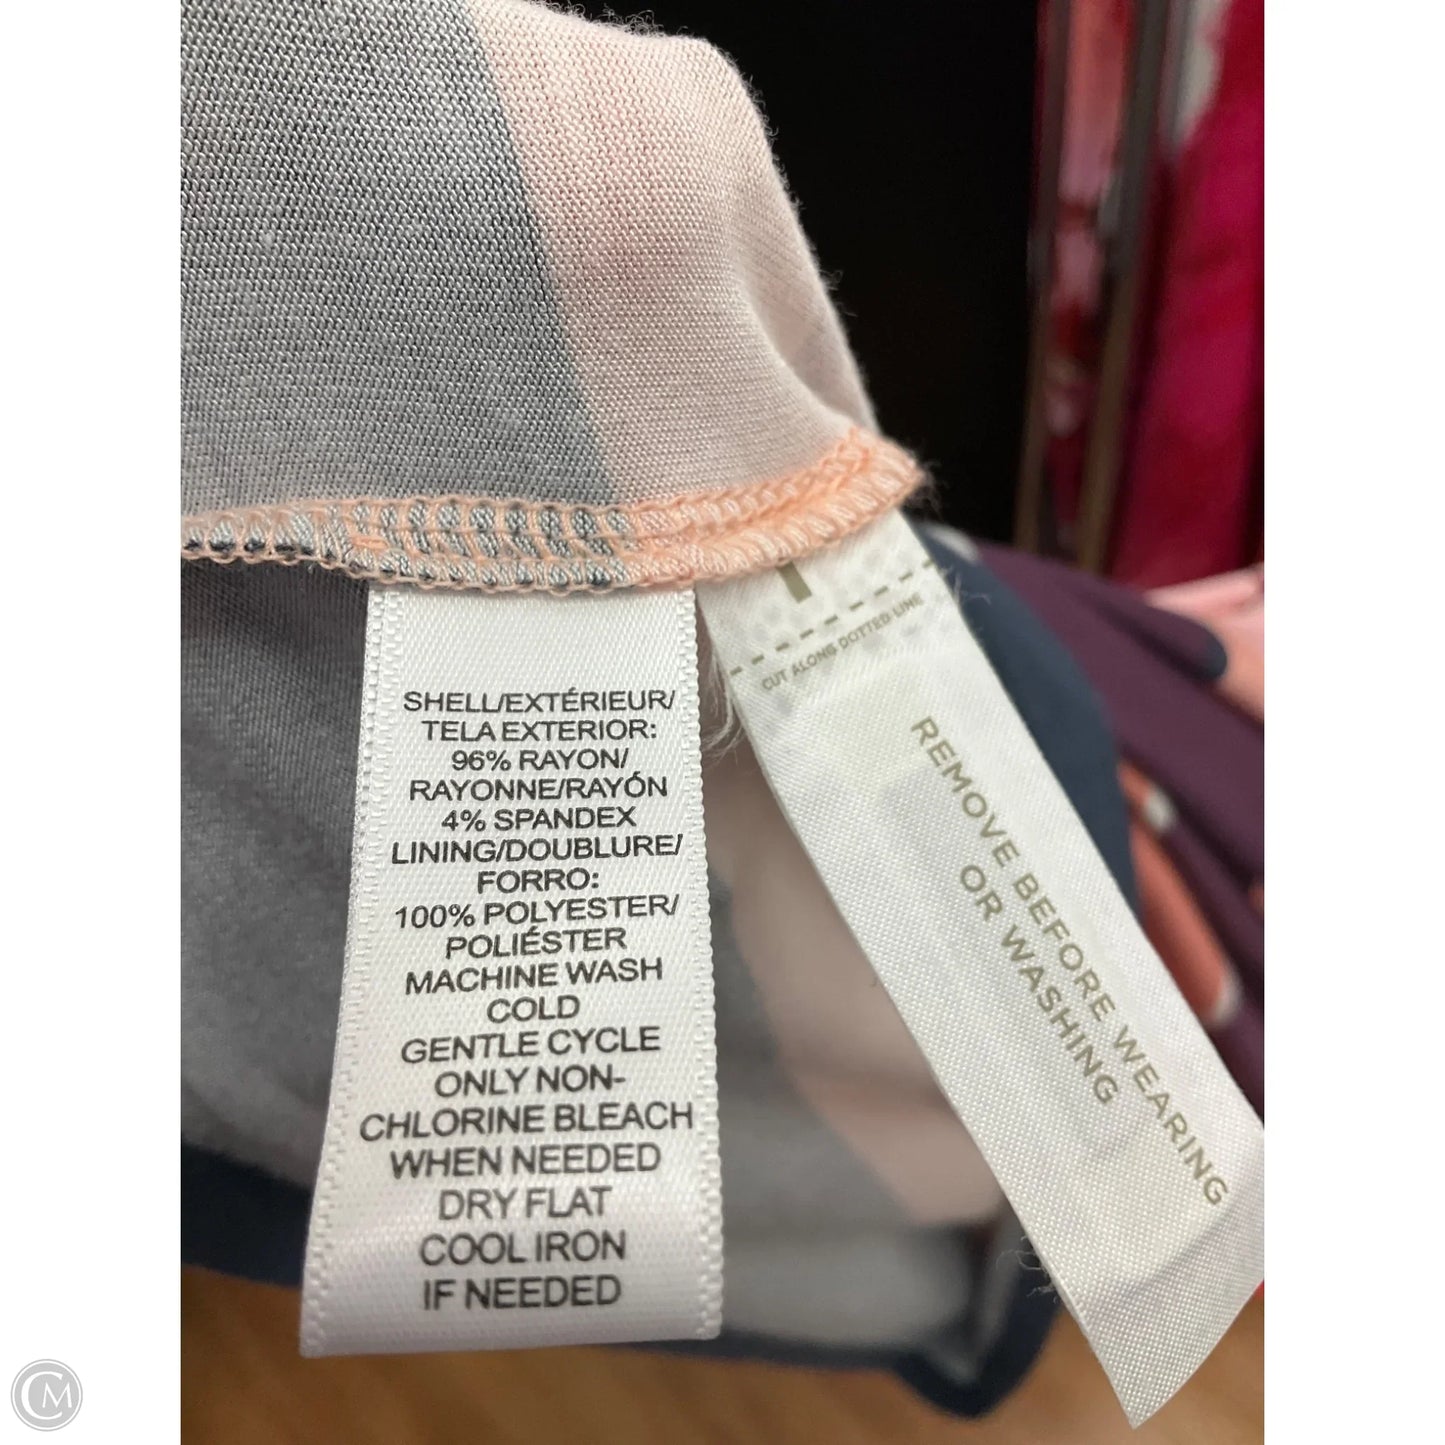 SHELL/EXTÉRIEUR/
TELA EXTERIOR:
96% RAYON/
RAYONNE/RAYÓN
4% SPANDEX
LINING/DOUBLURE/
FORRO:
100% POLYESTER/
POLIÉSTER
MACHINE WASH
COLD
GENTLE CYCLE
ONLY NON-
CHLORINE BLEACH
WHEN NEEDED
DRY FLAT
COOL IRON
IF NEEDED
CUT ALONG DOTTED LINE
REMOVE BEFORE WEARING
OR WASHING
CM